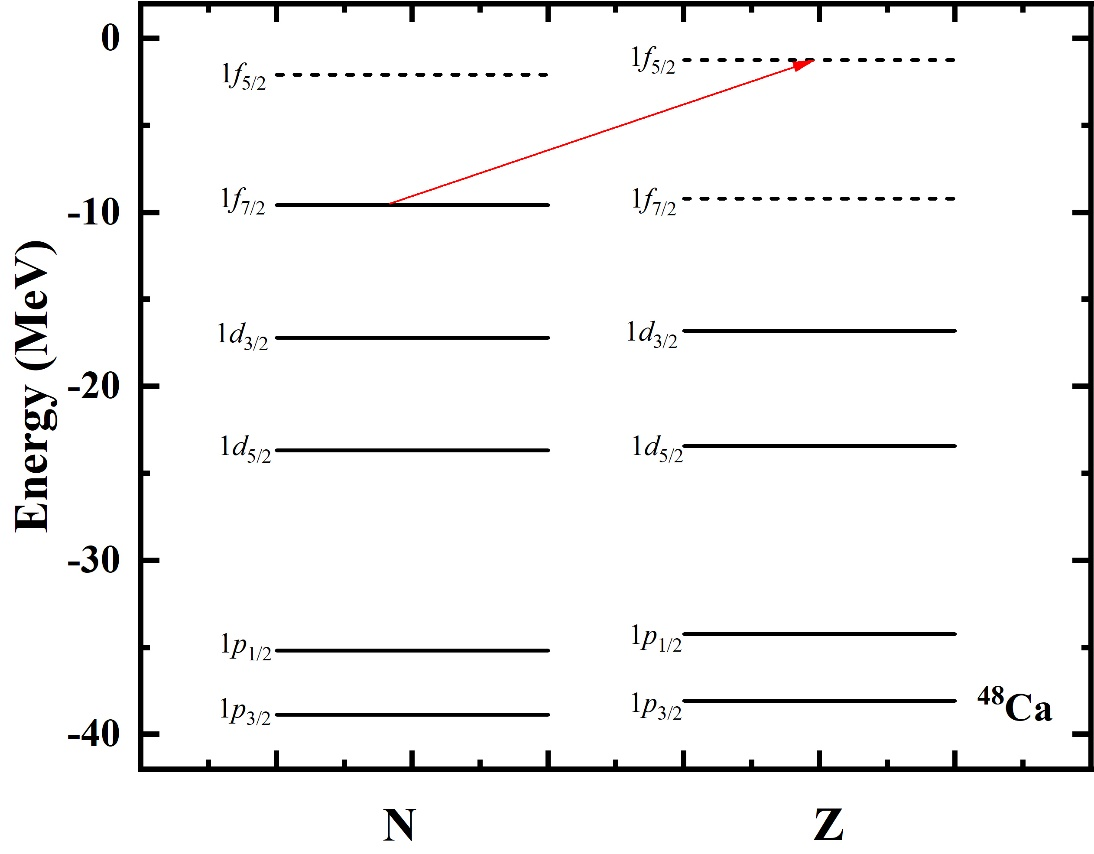 Energy (MeV)
0
-10
-20
-30
-40
1f5/2
1f7/2
1d3/2
1d5/2
1p1/2
1p3/2
1f5/2
1f7/2
1d3/2
1d5/2
1p1/2
1p3/2
48Ca
N Z